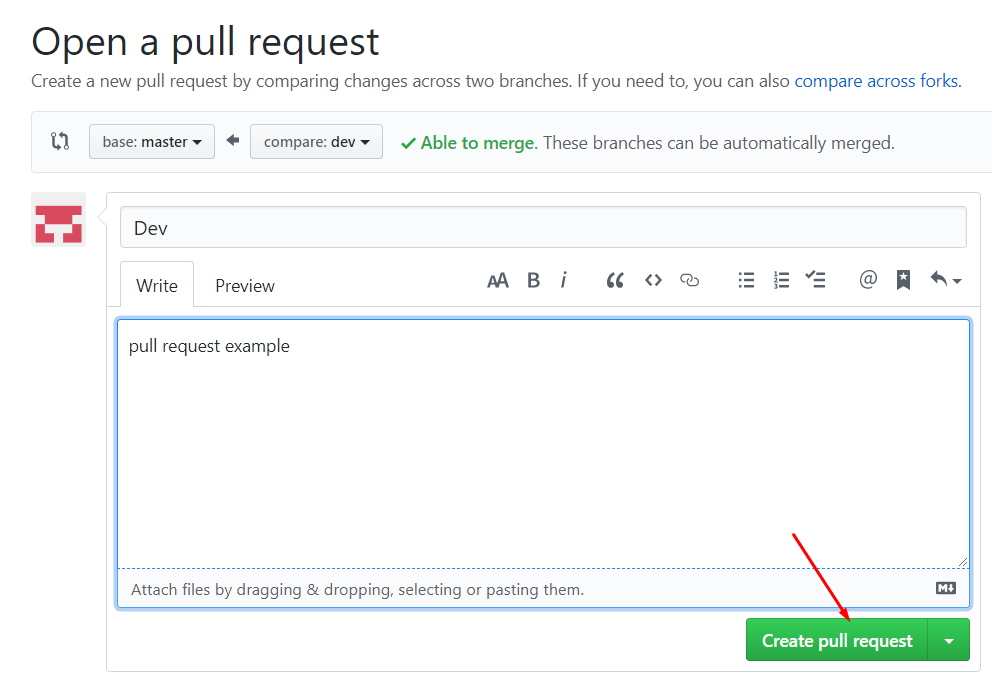 Open a pull request
Create a new pull request by comparing changes across two branches. If you need to, you can also compare across forks.
base: master compare: dev Able to merge. These branches can be automatically merged.
Dev
Write Preview AA B i @
pull request example
Attach files by dragging & dropping, selecting or pasting them.
Create pull request